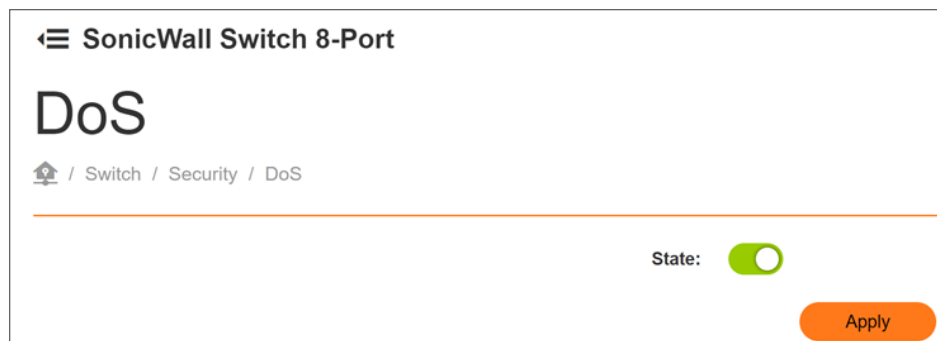 SonicWall Switch 8-Port
DoS
/ Switch / Security / DoS
State:
Apply